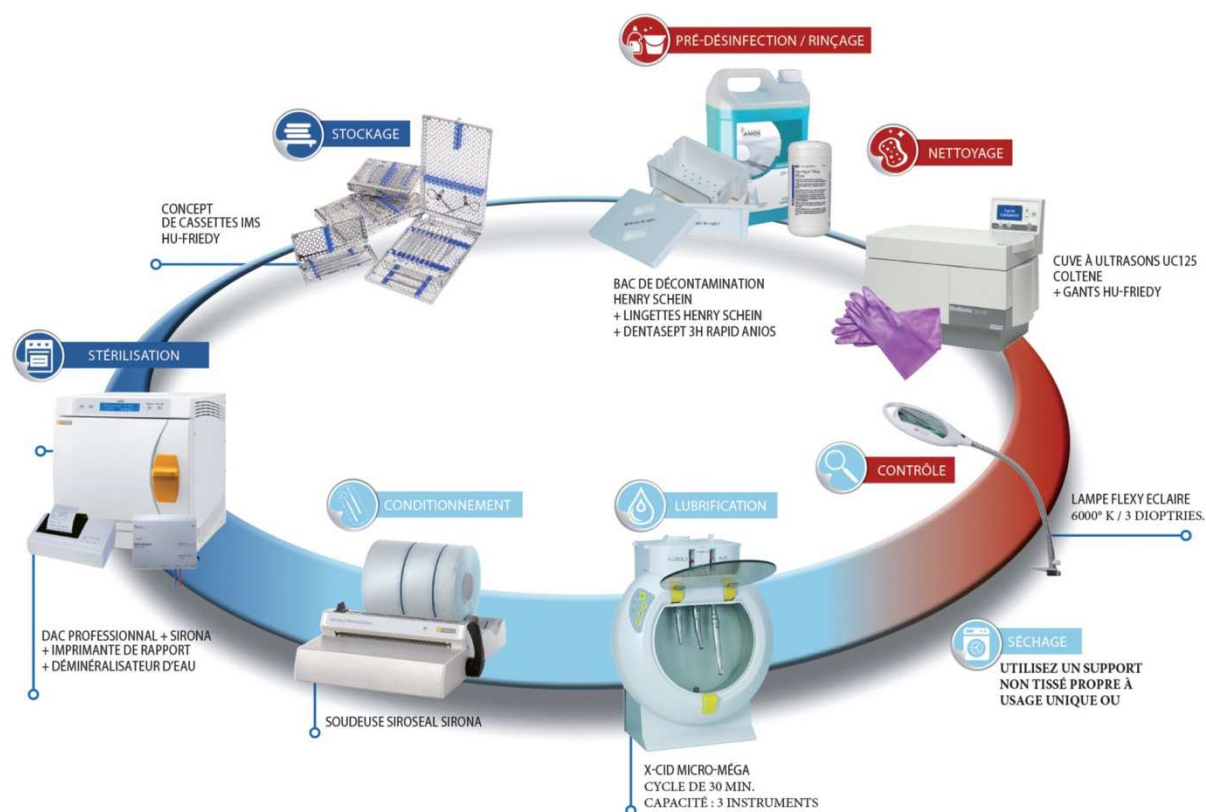 PRÉ-DÉSINFECTION / RINÇAGE
STOCKAGE
ANIOS
NETTOYAGE
CONCEPT
DE CASSETTES IMS
HU-FRIEDY
BAC DE DÉCONTAMINATION
HENRY SCHEIN
+ LINGETTES HENRY SCHEIN
+ DENTASEPT 3H RAPID ANIOS
CUVE À ULTRASONS UC125
COLTENE
+ GANTS HU-FRIEDY
STÉRILISATION
CONTRÔLE
CONDITIONNEMENT
LUBRIFICATION
LAMPE FLEXY ECLAIRE
6000° K / 3 DIOPTRIES.
DAC PROFESSIONNAL + SIRONA
+ IMPRIMANTE DE RAPPORT
+ DÉMINÉRALISATEUR D'EAU
SÉCHAGE
UTILISEZ UN SUPPORT
NON TISSÉ PROPRE À
USAGE UNIQUE OU
SOUDEUSE SIROSEAL SIRONA
X-CID MICRO-MÉGA
CYCLE DE 30 MIN.
CAPACITÉ : 3 INSTRUMENTS